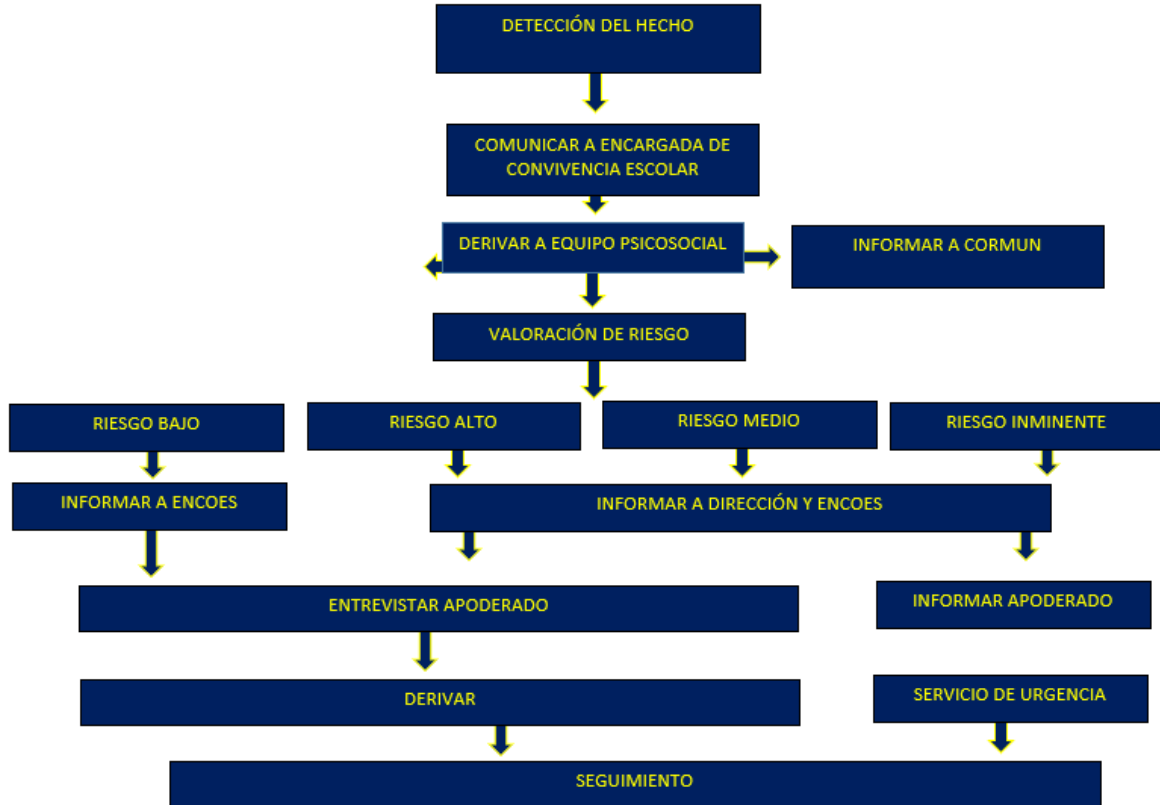 DETECCIÓN DEL HECHO
COMUNICAR A ENCARGADA DE
CONVIVENCIA ESCOLAR
DERIVAR A EQUIPO PSICOSOCIAL
INFORMAR A CORMUN
VALORACIÓN DE RIESGO
RIESGO BAJO
RIESGO ALTO
RIESGO MEDIO
RIESGO INMINENTE
INFORMAR A ENCOES
INFORMAR A DIRECCIÓN Y ENCOES
ENTREVISTAR APODERADO
INFORMAR APODERADO
DERIVAR
SERVICIO DE URGENCIA
SEGUIMIENTO